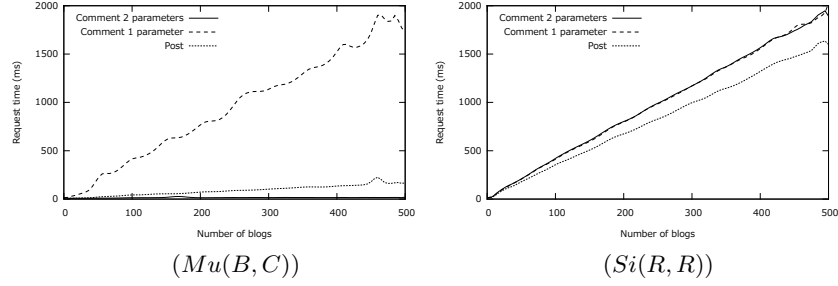 2000
1500
1000
500
0
Request time (ms)
Comment 2 parameters
Comment 1 parameter
Post
0 100 200 300 400 500
Number of blogs
(Mu(B, C))
2000
1500
1000
500
0
Request time (ms)
Comment 2 parameters
Comment 1 parameter
Post
0 100 200 300 400 500
Number of blogs
(Si(R, R))